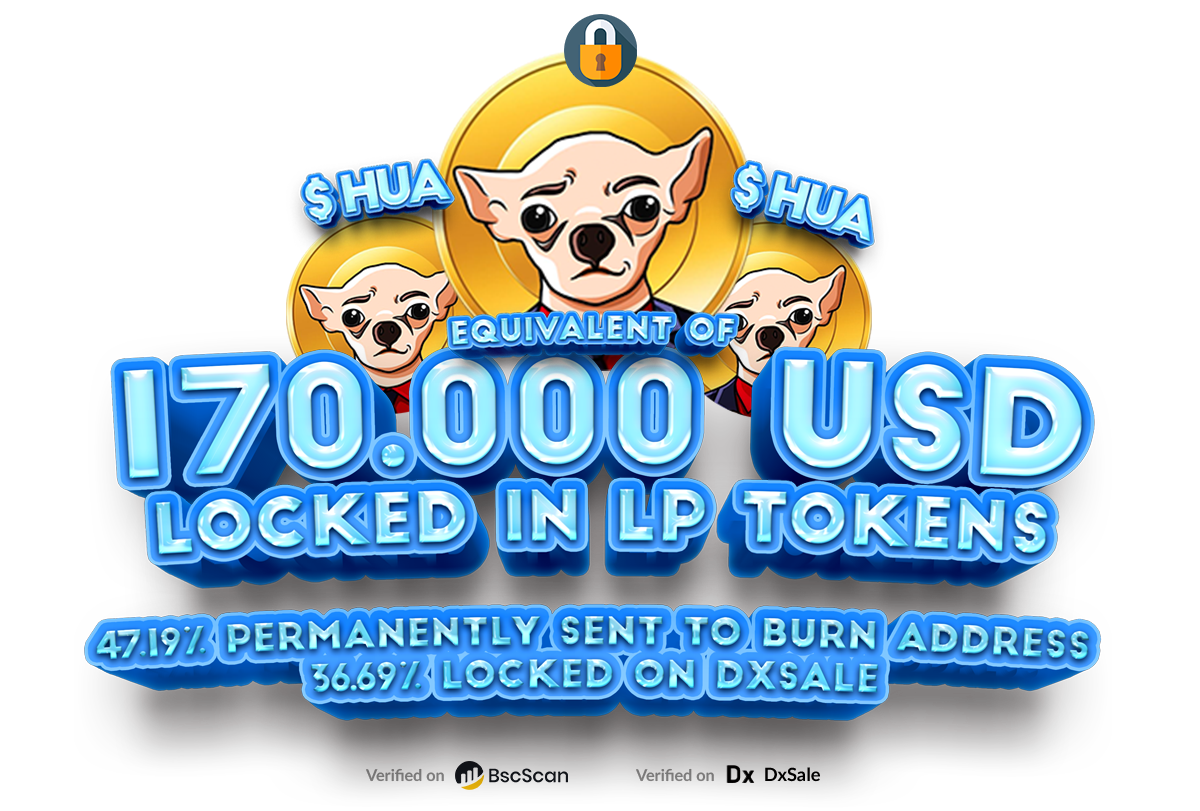 $HUA
$HUA
EQUIVALENT OF
170.000 USD
LOCKED IN LP TOKENS
47.19% PERMANENTLY SENT TO BURN ADDRESS
36.69% LOCKED ON DXSALE
Verified on BscScan
Verified on Dx DxSale